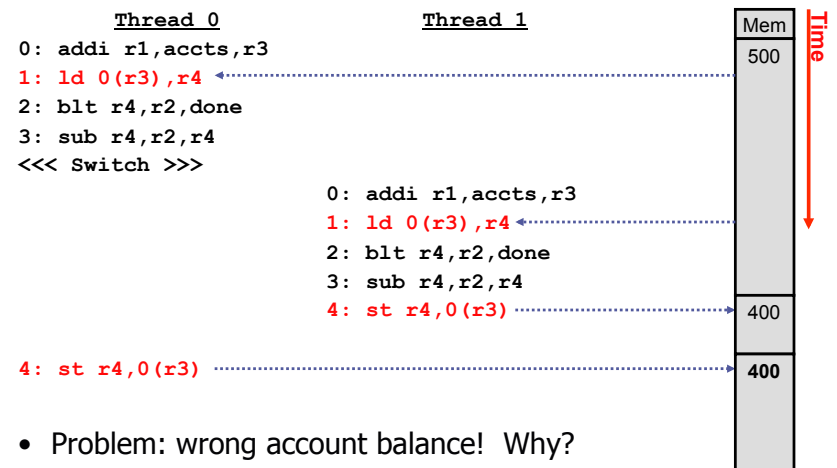 Thread 0 Thread 1 Mem Time
0: addi r1,accts,r3 500
1: ld 0(r3),r4
2: blt r4,r2,done
3: sub r4,r2,r4
<<< Switch >>>
0: addi r1,accts,r3
1: ld 0(r3),r4
2: blt r4,r2,done
3: sub r4,r2,r4
4: st r4,0(r3) 400
4: st r4,0(r3) 400
• Problem: wrong account balance! Why?